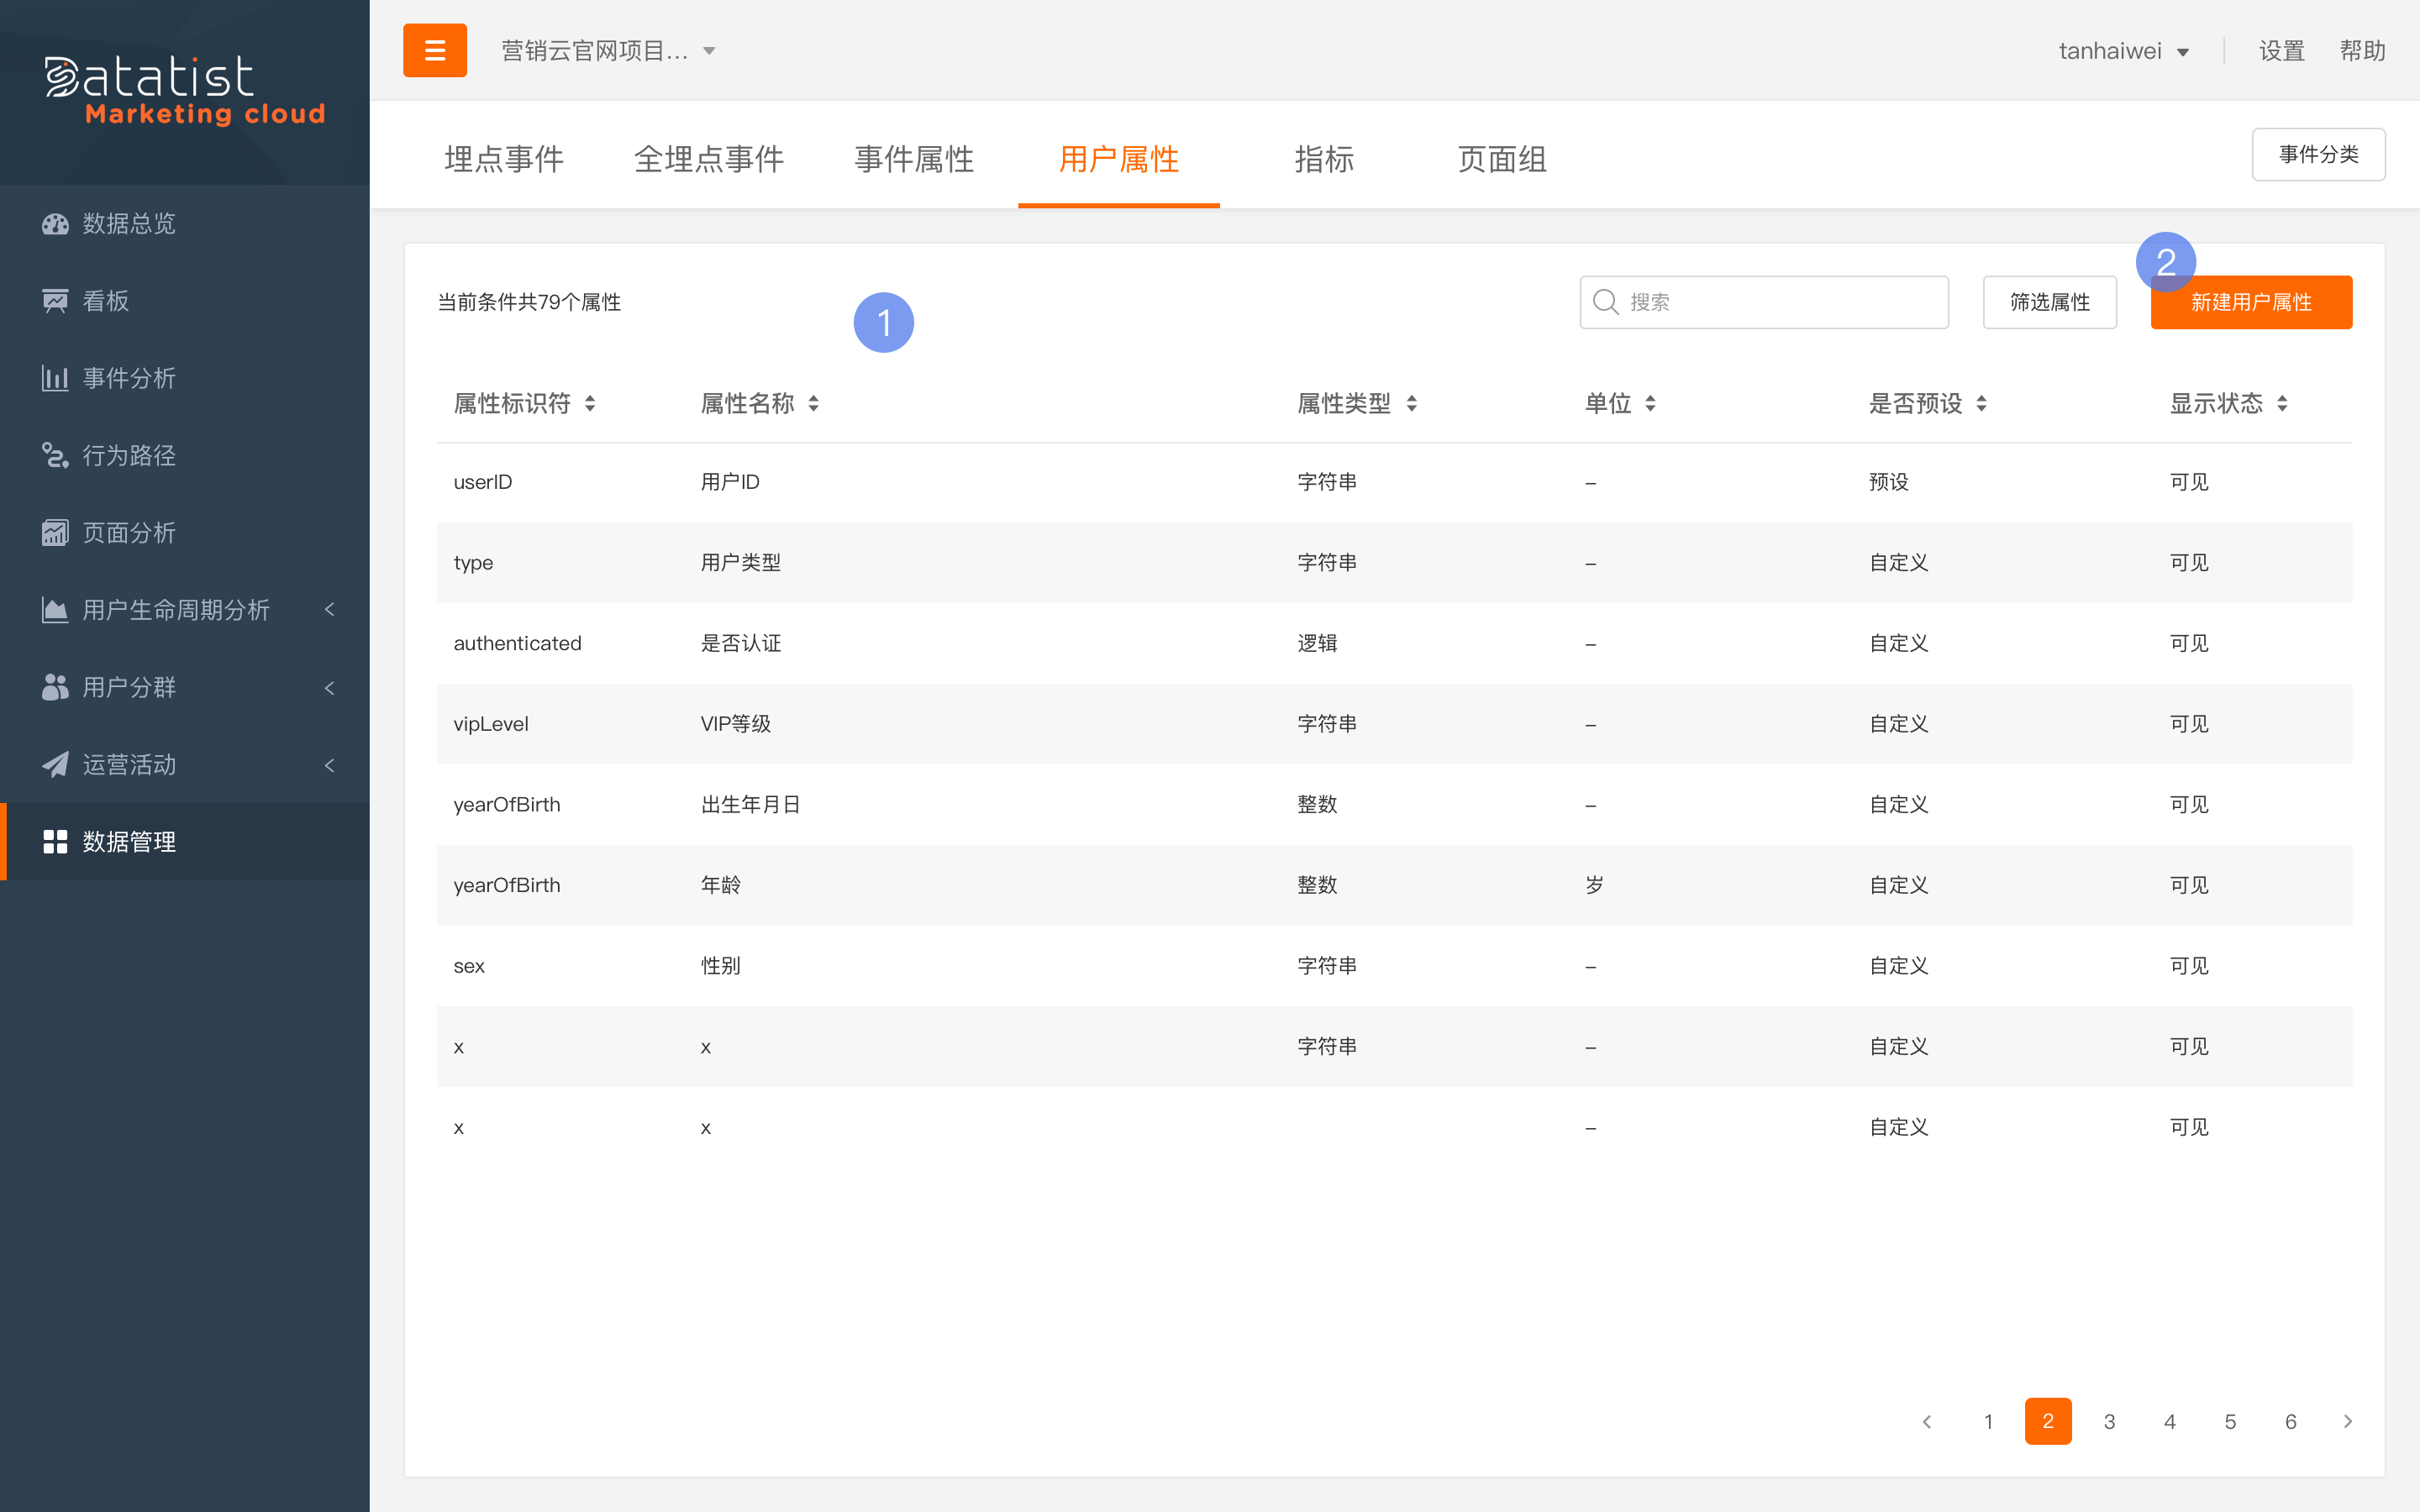 Datatist
Marketing cloud
数据总览
看板
事件分析
行为路径
页面分析
用户生命周期分析
用户分群
运营活动
数据管理
营销云官网项目...
tanhaiwei 设置 帮助
埋点事件 全埋点事件 事件属性 用户属性 指标 页面组 事件分类
当前条件共79个属性 1 搜索 筛选属性 2 新建用户属性
属性标识符 属性名称 属性类型 单位 是否预设 显示状态
userID 用户ID 字符串 – 预设 可见
type 用户类型 字符串 – 自定义 可见
authenticated 是否认证 逻辑 – 自定义 可见
vipLevel VIP等级 字符串 – 自定义 可见
yearOfBirth 出生年月日 整数 – 自定义 可见
yearOfBirth 年龄 整数 岁 自定义 可见
sex 性别 字符串 – 自定义 可见
x x 字符串 – 自定义 可见
x x – 自定义 可见
1 2 3 4 5 6